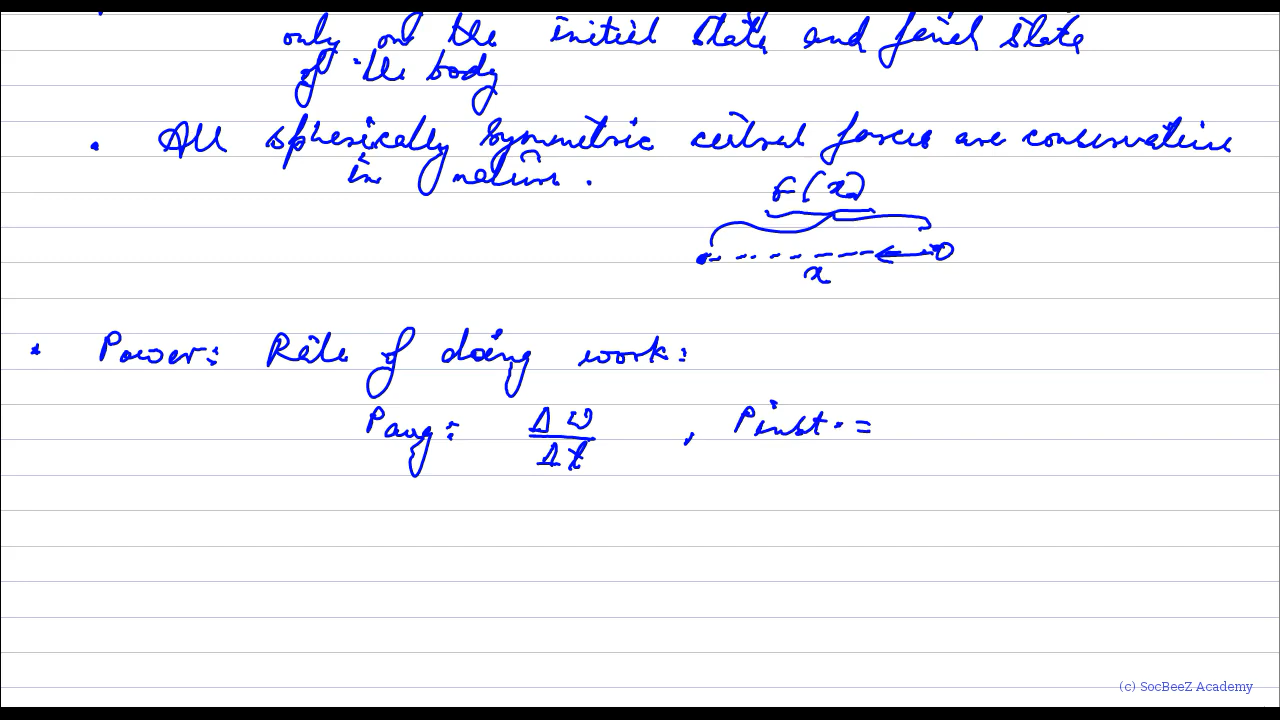 only on the initial state and final state
of the body
. All spherically symmetric central forces are conservative
in nature.
F(x)
x
* Power: Rate of doing work:
Pavg: ΔW/Δt , Pinst. =
(c) SocBeeZ Academy